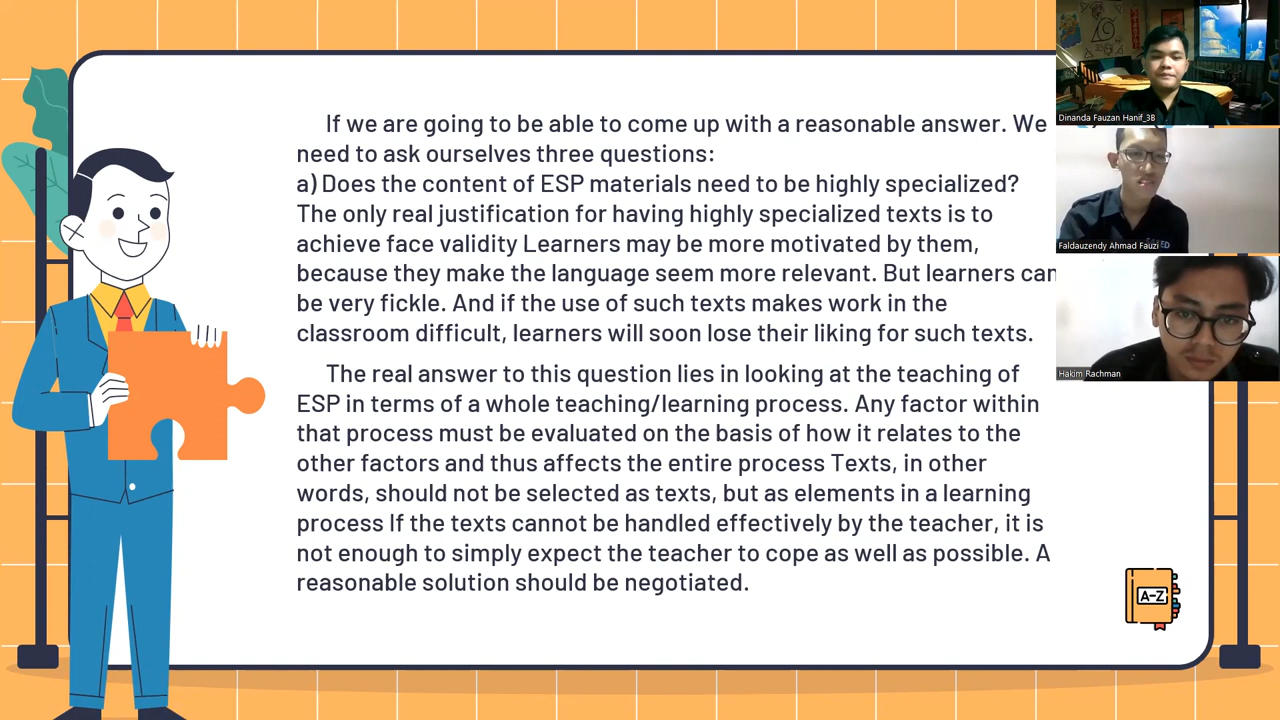 If we are going to be able to come up with a reasonable answer. We
need to ask ourselves three questions:
a) Does the content of ESP materials need to be highly specialized?
The only real justification for having highly specialized texts is to
achieve face validity Learners may be more motivated by them,
because they make the language seem more relevant. But learners can
be very fickle. And if the use of such texts makes work in the
classroom difficult, learners will soon lose their liking for such texts.
The real answer to this question lies in looking at the teaching of
ESP in terms of a whole teaching/learning process. Any factor within
that process must be evaluated on the basis of how it relates to the
other factors and thus affects the entire process Texts, in other
words, should not be selected as texts, but as elements in a learning
process If the texts cannot be handled effectively by the teacher, it is
not enough to simply expect the teacher to cope as well as possible. A
reasonable solution should be negotiated.
A-Z
Dinanda Fauzan Hanif_3B
Faldauzendy Ahmad Fauzi
Hakim Rachman